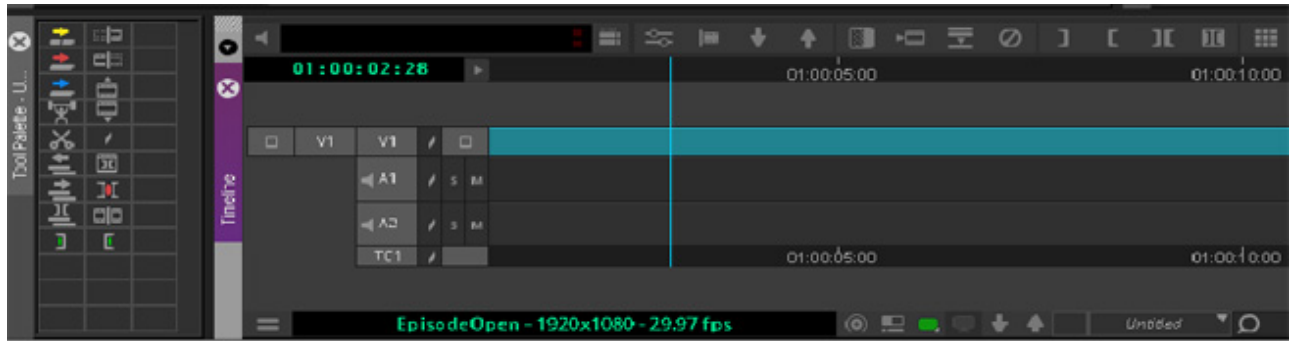 Tool Palette - U...
Timeline
01:00:02:28
01:00:05:00
01:00:10:00
V1
V1
A1
S M
A2
S M
TC1
01:00:05:00
01:00:10:00
EpisodeOpen - 1920x1080 - 29.97 fps
Untitled